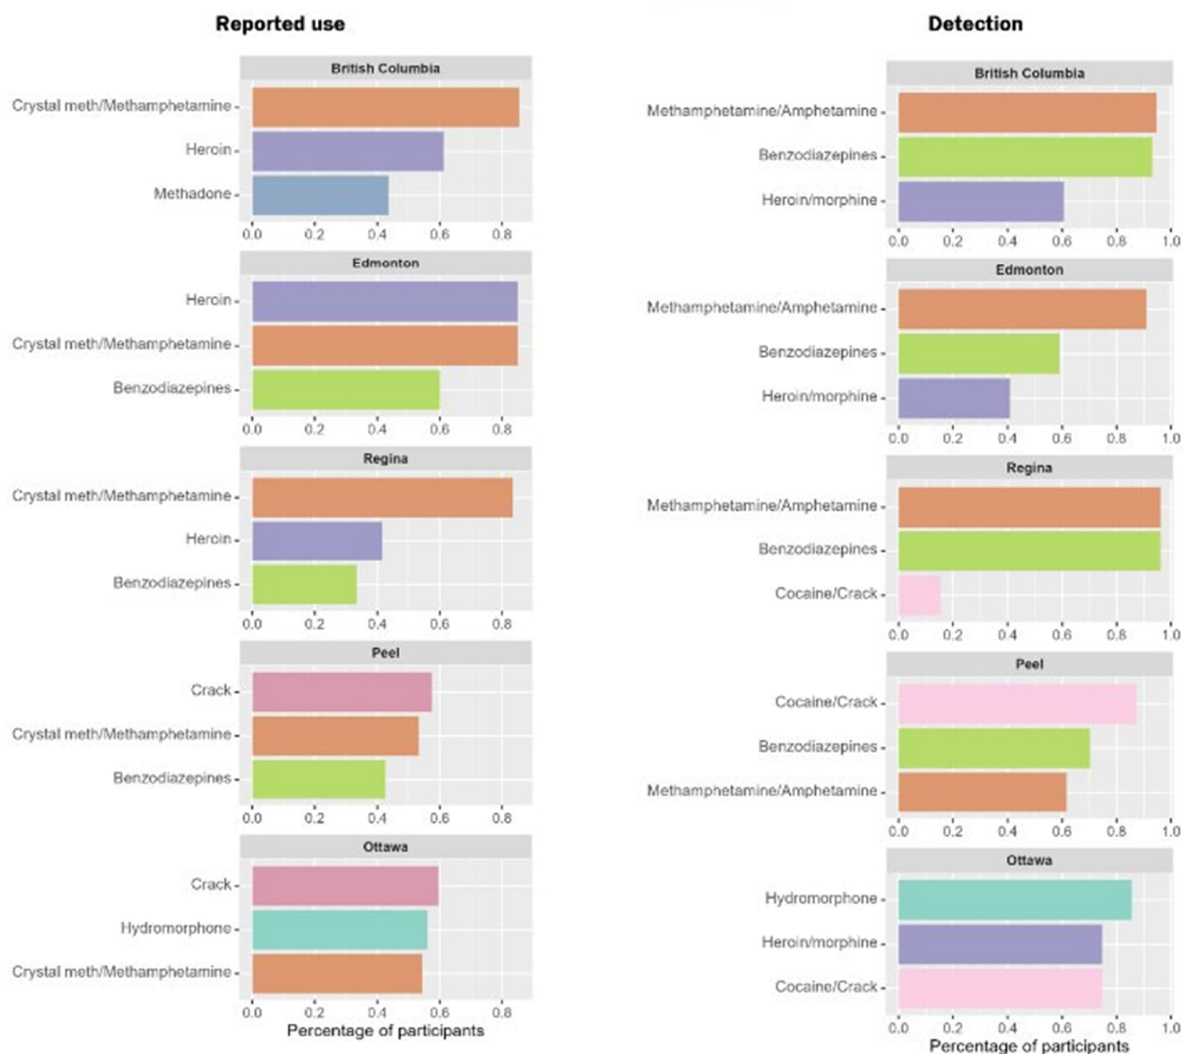 Reported use
British Columbia
Crystal meth/Methamphetamine
Heroin
Methadone
0.0 0.2 0.4 0.6 0.8
Edmonton
Heroin
Crystal meth/Methamphetamine
Benzodiazepines
0.0 0.2 0.4 0.6 0.8
Regina
Crystal meth/Methamphetamine
Heroin
Benzodiazepines
0.0 0.2 0.4 0.6 0.8
Peel
Crack
Crystal meth/Methamphetamine
Benzodiazepines
0.0 0.2 0.4 0.6 0.8
Ottawa
Crack
Hydromorphone
Crystal meth/Methamphetamine
0.0 0.2 0.4 0.6 0.8
Percentage of participants
Detection
British Columbia
Methamphetamine/Amphetamine
Benzodiazepines
Heroin/morphine
0.0 0.2 0.4 0.6 0.8 1.0
Edmonton
Methamphetamine/Amphetamine
Benzodiazepines
Heroin/morphine
0.0 0.2 0.4 0.6 0.8 1.0
Regina
Methamphetamine/Amphetamine
Benzodiazepines
Cocaine/Crack
0.0 0.2 0.4 0.6 0.8 1.0
Peel
Cocaine/Crack
Benzodiazepines
Methamphetamine/Amphetamine
0.0 0.2 0.4 0.6 0.8 1.0
Ottawa
Hydromorphone
Heroin/morphine
Cocaine/Crack
0.0 0.2 0.4 0.6 0.8 1.0
Percentage of participants